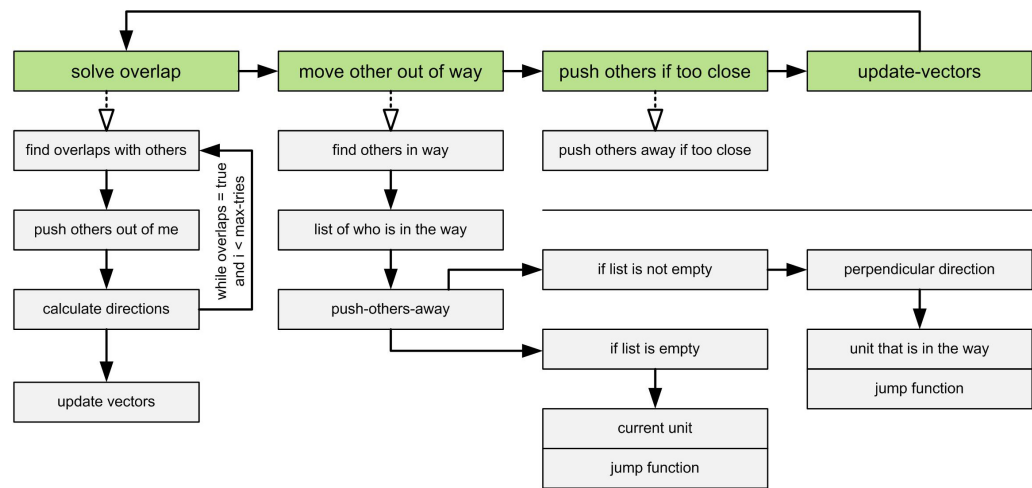 solve overlap
move other out of way
push others if too close
update-vectors
find overlaps with others
find others in way
push others away if too close
while overlaps = true
and i < max-tries
push others out of me
list of who is in the way
if list is not empty
perpendicular direction
calculate directions
push-others-away
if list is empty
unit that is in the way
jump function
update vectors
current unit
jump function